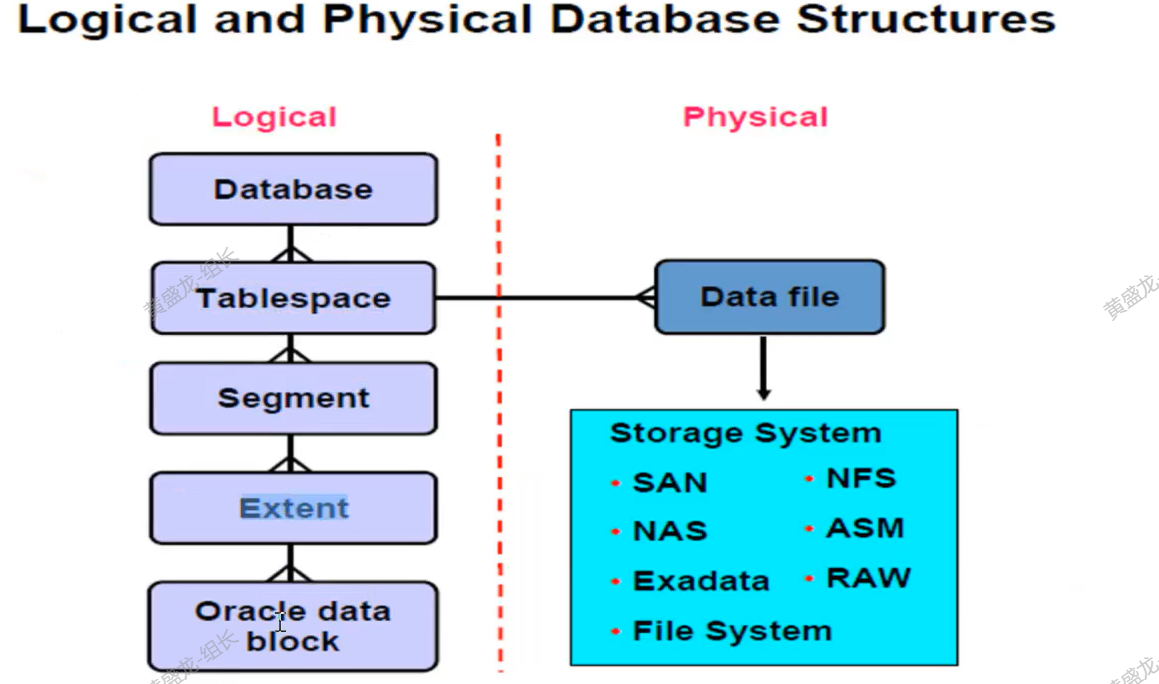 Logical and Physical Database Structures
Logical
Physical
Database
Tablespace
Data file
Segment
Extent
Oracle data
block
Storage System
• SAN
• NFS
• NAS
• ASM
• Exadata
• RAW
• File System
黄盛龙-组长
黄盛龙
黄盛龙-组长
黄盛龙